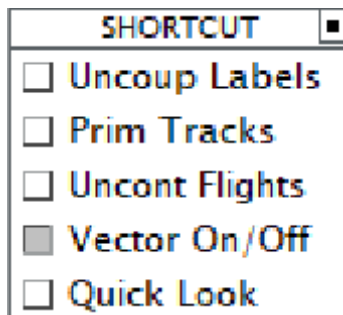 SHORTCUT
Uncoup Labels
Prim Tracks
Uncont Flights
Vector On/Off
Quick Look